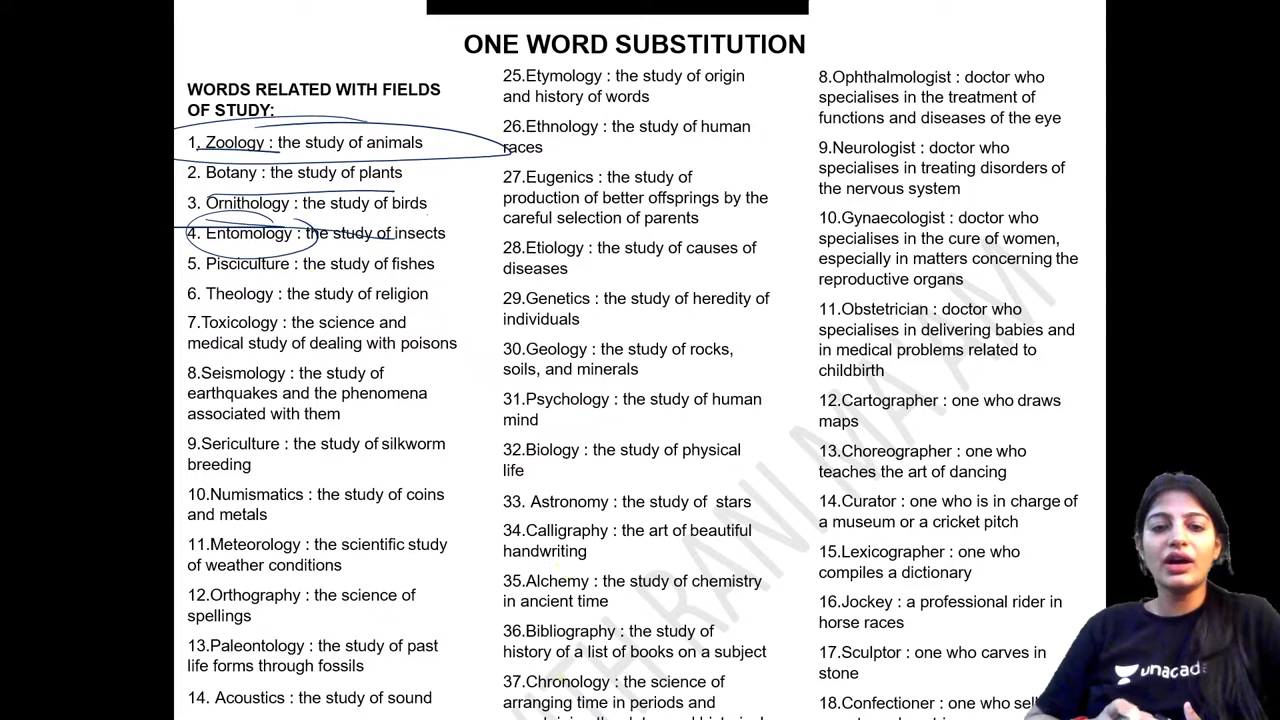 ONE WORD SUBSTITUTION
WORDS RELATED WITH FIELDS
OF STUDY:
1. Zoology : the study of animals
2. Botany : the study of plants
3. Ornithology : the study of birds
4. Entomology : the study of insects
5. Pisciculture : the study of fishes
6. Theology : the study of religion
7.Toxicology : the science and
medical study of dealing with poisons
8.Seismology : the study of
earthquakes and the phenomena
associated with them
9.Sericulture : the study of silkworm
breeding
10.Numismatics : the study of coins
and metals
11.Meteorology : the scientific study
of weather conditions
12.Orthography : the science of
spellings
13.Paleontology : the study of past
life forms through fossils
14. Acoustics : the study of sound
25.Etymology : the study of origin
and history of words
26.Ethnology : the study of human
races
27.Eugenics : the study of
production of better offsprings by the
careful selection of parents
28.Etiology : the study of causes of
diseases
29.Genetics : the study of heredity of
individuals
30.Geology : the study of rocks,
soils, and minerals
31.Psychology : the study of human
mind
32.Biology : the study of physical
life
33. Astronomy : the study of stars
34.Calligraphy : the art of beautiful
handwriting
35.Alchemy : the study of chemistry
in ancient time
36.Bibliography : the study of
history of a list of books on a subject
37.Chronology : the science of
arranging time in periods and
8.Ophthalmologist : doctor who
specialises in the treatment of
functions and diseases of the eye
9.Neurologist : doctor who
specialises in treating disorders of
the nervous system
10.Gynaecologist : doctor who
specialises in the cure of women,
especially in matters concerning the
reproductive organs
11.Obstetrician : doctor who
specialises in delivering babies and
in medical problems related to
childbirth
12.Cartographer : one who draws
maps
13.Choreographer : one who
teaches the art of dancing
14.Curator : one who is in charge of
a museum or a cricket pitch
15.Lexicographer : one who
compiles a dictionary
16.Jockey : a professional rider in
horse races
17.Sculptor : one who carves in
stone
18.Confectioner : one who
RANI MA'AM
unacad